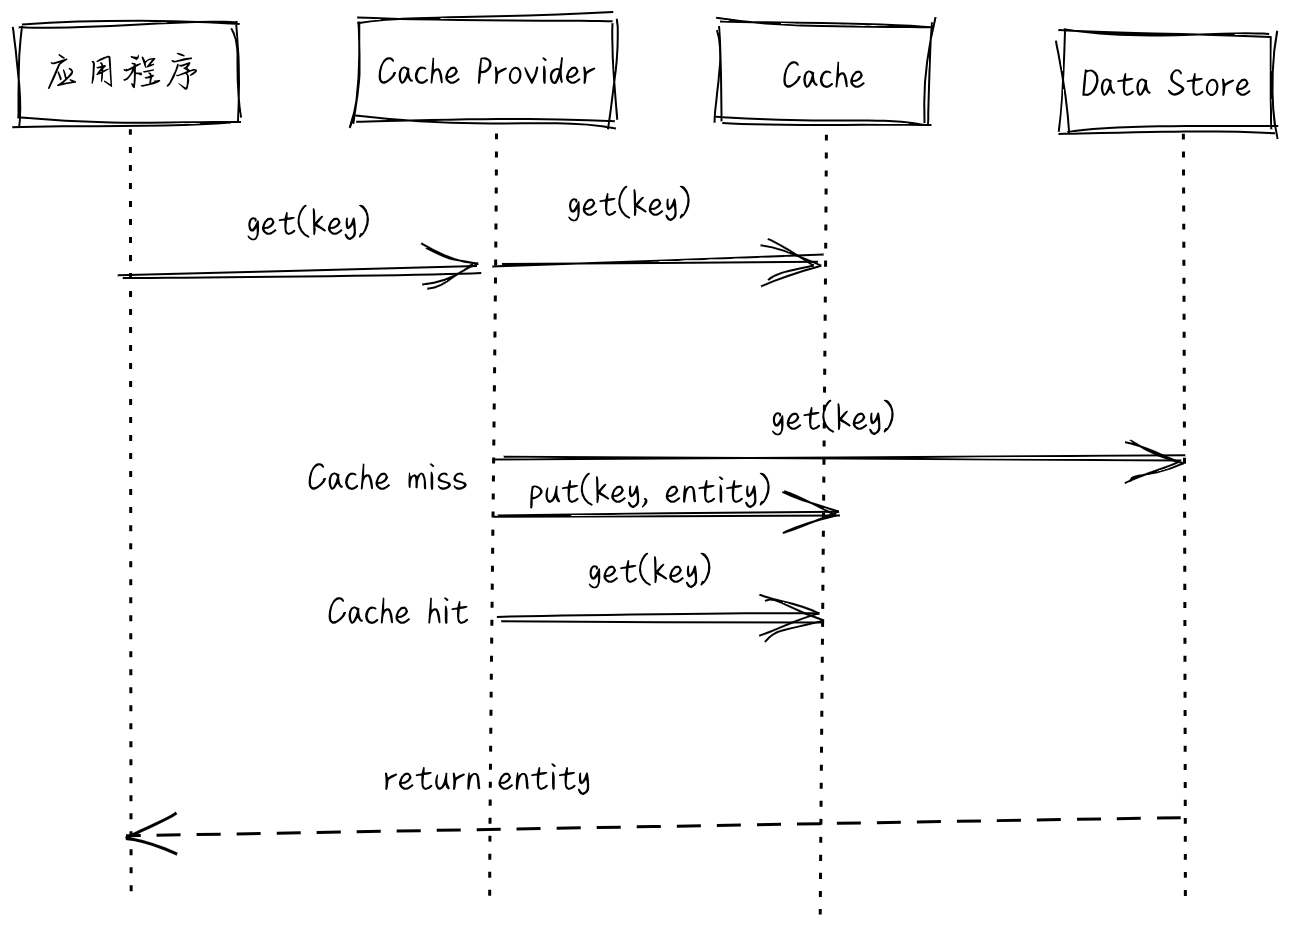 应用程序
Cache Provider
Cache
Data Store
get(key)
get(key)
get(key)
Cache miss
put(key, entity)
get(key)
Cache hit
return entity